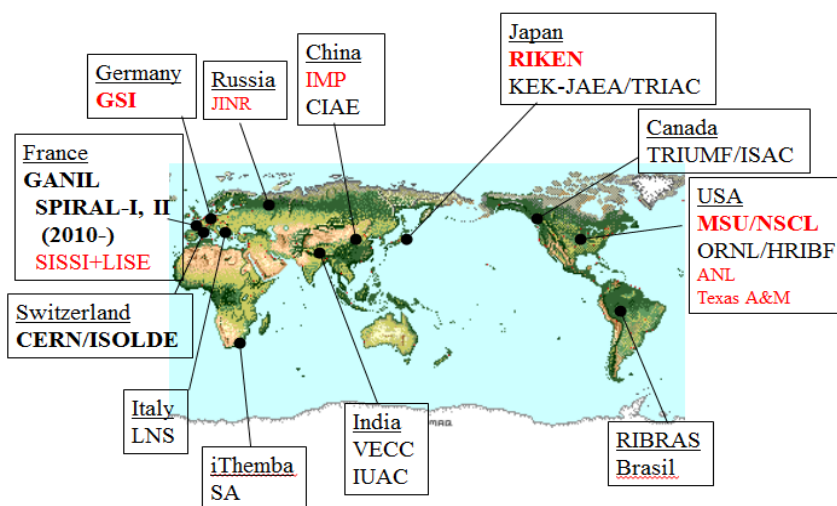 Germany
GSI
Russia
JINR
China
IMP
CIAE
Japan
RIKEN
KEK-JAEA/TRIAC
Canada
TRIUMF/ISAC
France
GANIL
SPIRAL-I, II
(2010-)
SISSI+LISE
USA
MSU/NSCL
ORNL/HRIBF
ANL
Texas A&M
Switzerland
CERN/ISOLDE
Italy
LNS
iThemba
SA
India
VECC
IUAC
RIBRAS
Brasil